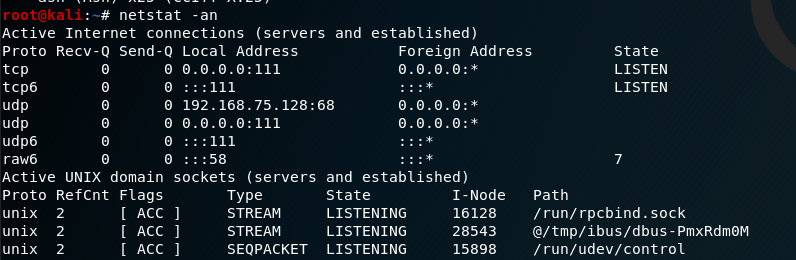 root@kali:~# netstat -an
Active Internet connections (servers and established)
Proto Recv-Q Send-Q Local Address           Foreign Address         State
tcp        0      0 0.0.0.0:111             0.0.0.0:*               LISTEN
tcp6       0      0 :::111                  :::*                    LISTEN
udp        0      0 192.168.75.128:68       0.0.0.0:*
udp        0      0 0.0.0.0:111             0.0.0.0:*
udp6       0      0 :::111                  :::*
raw6       0      0 :::58                   :::*                    7
Active UNIX domain sockets (servers and established)
Proto RefCnt Flags       Type       State         I-Node   Path
unix  2      [ ACC ]     STREAM     LISTENING     16128    /run/rpcbind.sock
unix  2      [ ACC ]     STREAM     LISTENING     28543    @/tmp/ibus/dbus-PmxRdm0M
unix  2      [ ACC ]     SEQPACKET  LISTENING     15898    /run/udev/control